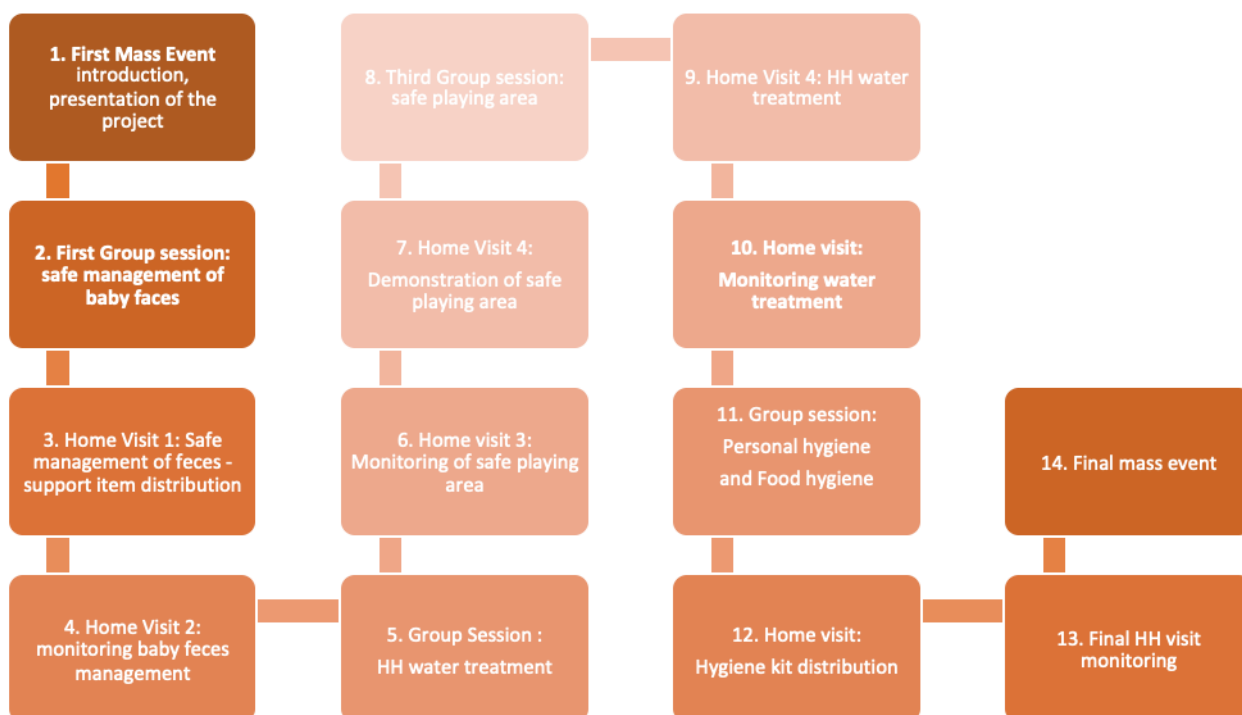 1. First Mass Event
introduction,
presentation of the
project
2. First Group session:
safe management of
baby faces
3. Home Visit 1: Safe
management of feces -
support item distribution
4. Home Visit 2:
monitoring baby feces
management
5. Group Session :
HH water treatment
6. Home visit 3:
Monitoring of safe playing
area
7. Home Visit 4:
Demonstration of safe
playing area
8. Third Group session:
safe playing area
9. Home Visit 4: HH water
treatment
10. Home visit:
Monitoring water
treatment
11. Group session:
Personal hygiene
and Food hygiene
12. Home visit:
Hygiene kit distribution
13. Final HH visit
monitoring
14. Final mass event